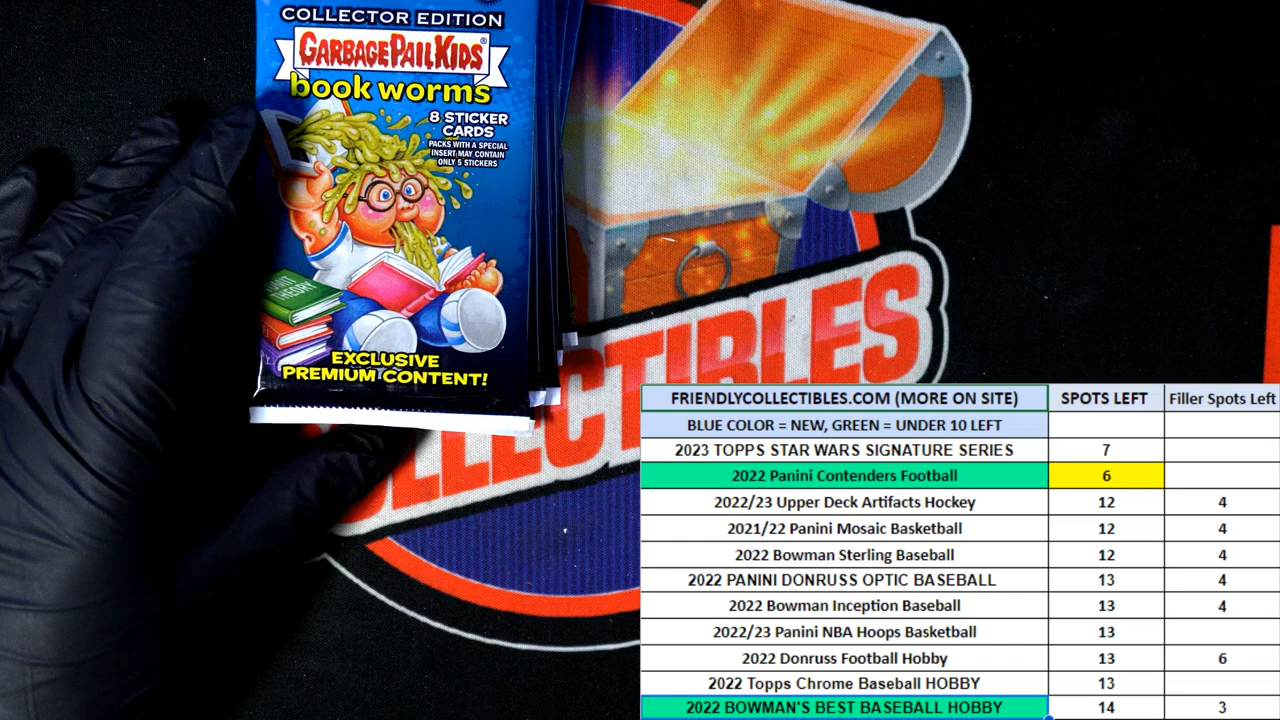 COLLECTOR EDITION
GARBAGE PAIL KIDS
book worms
8 STICKER
CARDS
PACKS WITH A SPECIAL
INSERT MAY CONTAIN
ONLY 5 STICKERS
THEORY
EXCLUSIVE
PREMIUM CONTENT!
LLECTIBLES
FRIENDLYCOLLECTIBLES.COM (MORE ON SITE) SPOTS LEFT Filler Spots Left
BLUE COLOR = NEW, GREEN = UNDER 10 LEFT
2023 TOPPS STAR WARS SIGNATURE SERIES 7
2022 Panini Contenders Football 6
2022/23 Upper Deck Artifacts Hockey 12 4
2021/22 Panini Mosaic Basketball 12 4
2022 Bowman Sterling Baseball 12 4
2022 PANINI DONRUSS OPTIC BASEBALL 13 4
2022 Bowman Inception Baseball 13 4
2022/23 Panini NBA Hoops Basketball 13
2022 Donruss Football Hobby 13 6
2022 Topps Chrome Baseball HOBBY 13
2022 BOWMAN'S BEST BASEBALL HOBBY 14 3